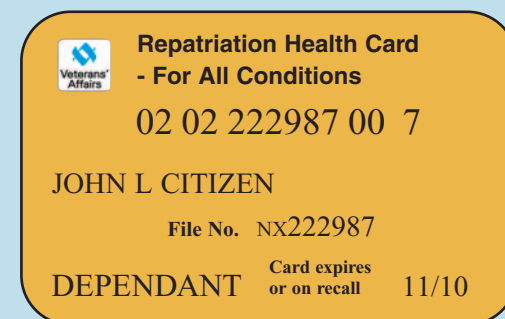 Veterans'
Affairs
Repatriation Health Card
- For All Conditions
02 02 222987 00 7
JOHN L CITIZEN
File No. NX222987
DEPENDANT Card expires
or on recall 11/10